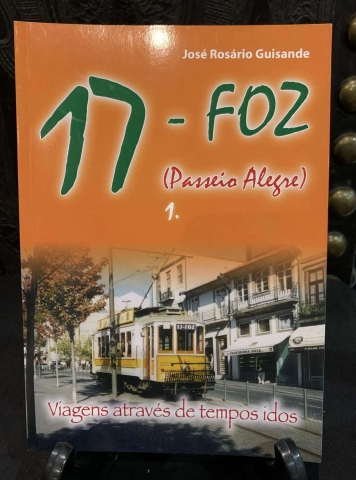 José Rosário Guisande
17 - FOZ
(Passeio Alegre)
1.
17-FOZ
Viagens através de tempos idos